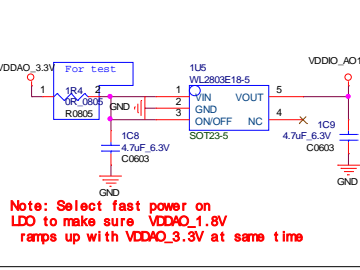 For test
1U5
WL2803E18-5
VDDAO_3.3V
VDDIO_AO1
1
1R4
2
0R_0805
R0805
GND
1
VIN
VOUT
5
2
GND
3
ON/OFF
NC
4
SOT23-5
1C8
4.7uF_6.3V
C0603
1C9
4.7uF_6.3V
C0603
GND
GND
Note: Select fast power on
LDO to make sure VDDAO_1.8V
ramps up with VDDAO_3.3V at same time